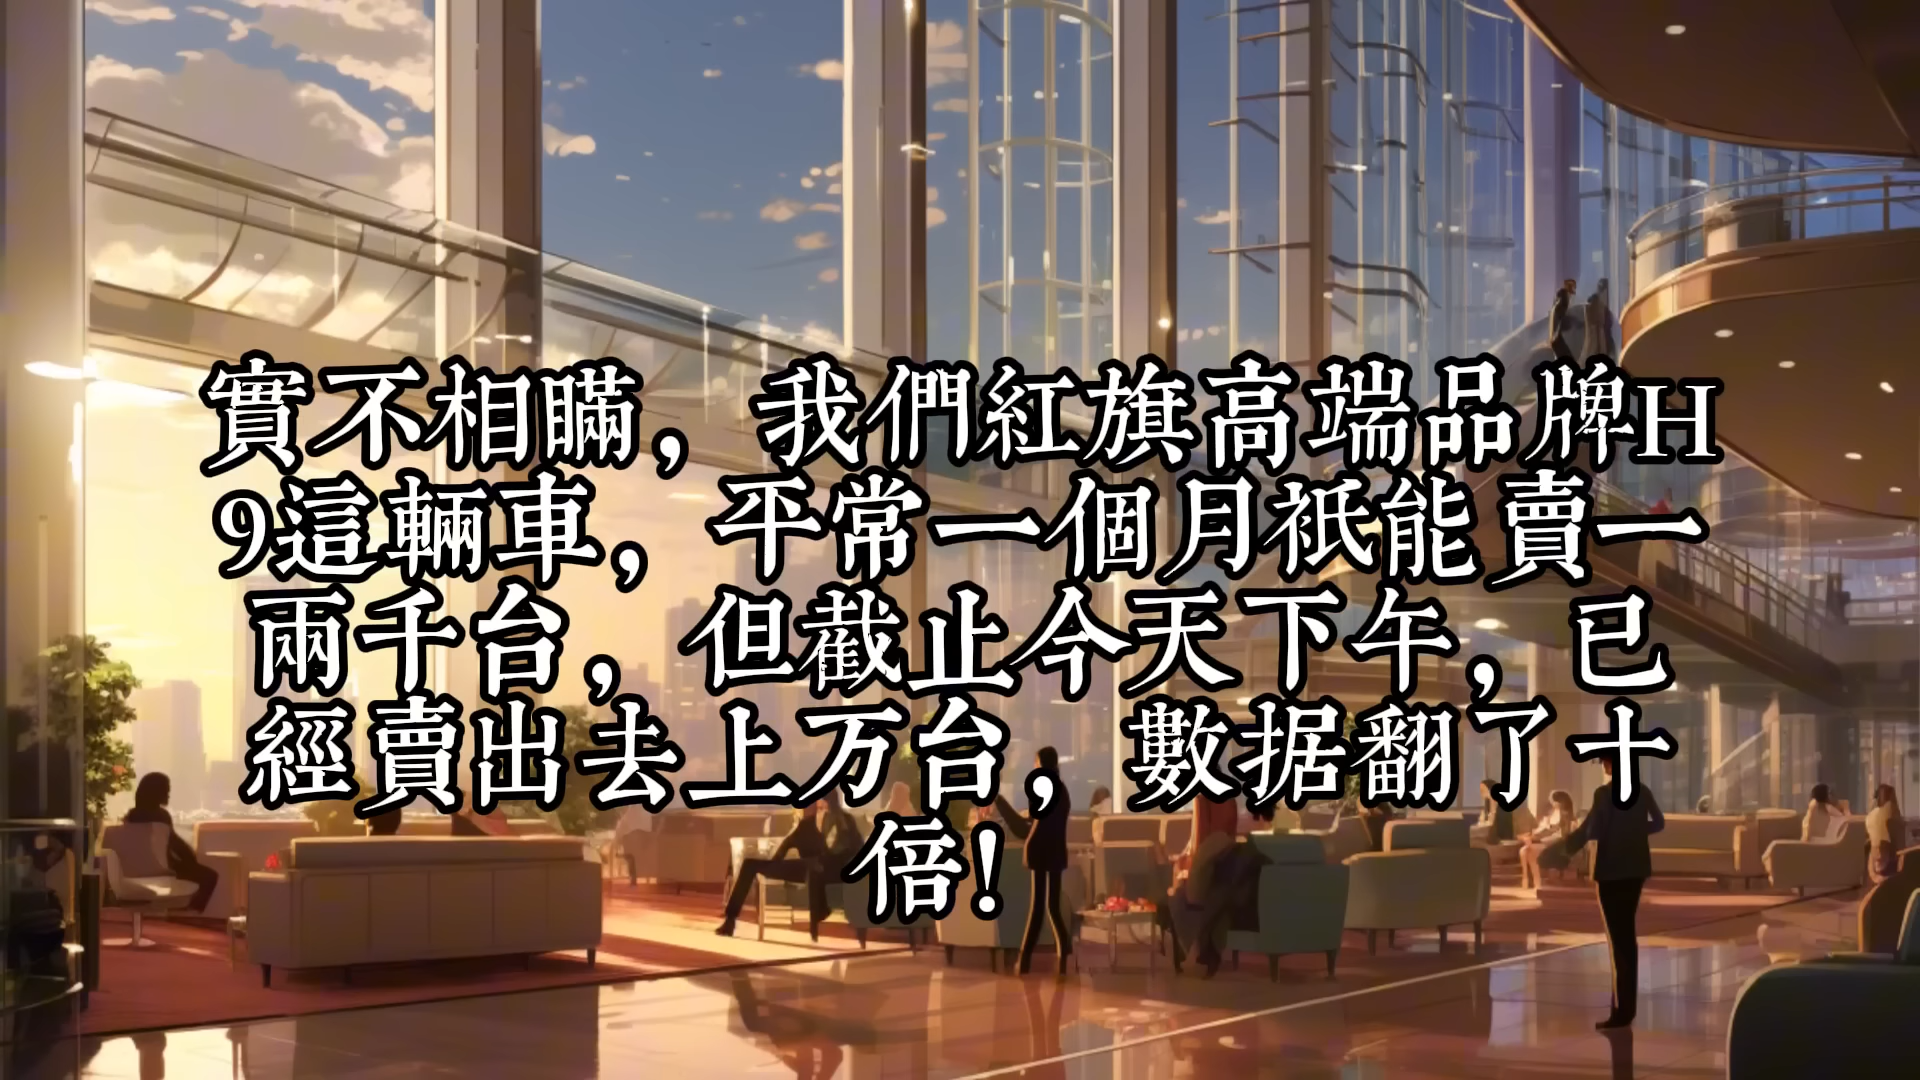 實不相瞞，我們紅旗高端品牌H
9這輛車，平常一個月衹能賣一
兩千台，但截止今天下午，已
經賣出去上万台，數据翻了十
倍！